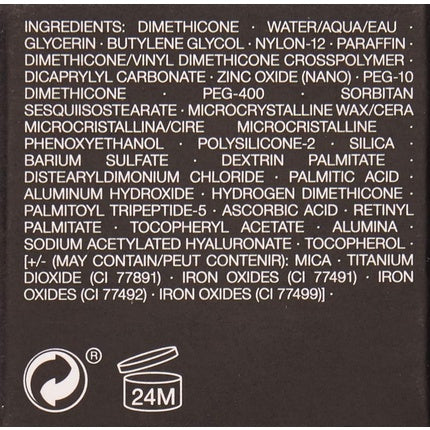 INGREDIENTS: DIMETHICONE · WATER/AQUA/EAU
GLYCERIN · BUTYLENE GLYCOL · NYLON-12 · PARAFFIN ·
DIMETHICONE/VINYL DIMETHICONE CROSSPOLYMER ·
DICAPRYLYL CARBONATE · ZINC OXIDE (NANO) · PEG-10
DIMETHICONE · PEG-400 · SORBITAN
SESQUIISOSTEARATE · MICROCRYSTALLINE WAX/CERA
MICROCRISTALLINA/CIRE MICROCRISTALLINE ·
PHENOXYETHANOL · POLYSILICONE-2 · SILICA ·
BARIUM SULFATE · DEXTRIN PALMITATE ·
DISTEARYLDIMONIUM CHLORIDE · PALMITIC ACID ·
ALUMINUM HYDROXIDE · HYDROGEN DIMETHICONE ·
PALMITOYL TRIPEPTIDE-5 · ASCORBIC ACID · RETINYL
PALMITATE · TOCOPHERYL ACETATE · ALUMINA ·
SODIUM ACETYLATED HYALURONATE · TOCOPHEROL ·
[+/- (MAY CONTAIN/PEUT CONTENIR): MICA · TITANIUM
DIOXIDE (CI 77891) · IRON OXIDES (CI 77491) · IRON
OXIDES (CI 77492) · IRON OXIDES (CI 77499)] ·
®
24M